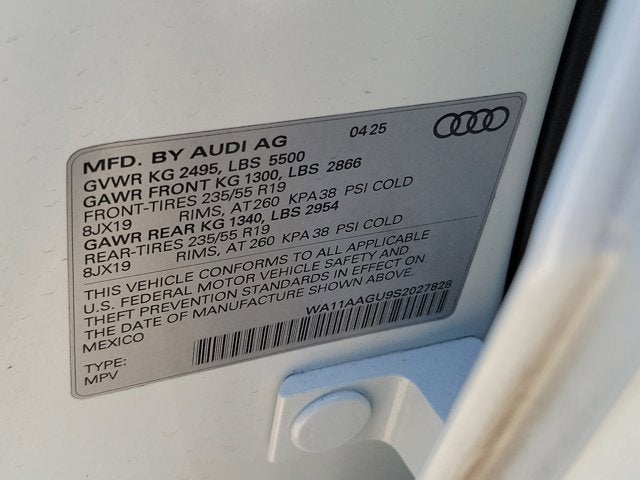 MFD. BY AUDI AG 04 25
GVWR KG 2495, LBS 5500
GAWR FRONT KG 1300, LBS 2866
FRONT-TIRES 235/55 R19
8JX19 RIMS, AT 260 KPA 38 PSI COLD
GAWR REAR KG 1340, LBS 2954
REAR-TIRES 235/55 R19
8JX19 RIMS, AT 260 KPA 38 PSI COLD
THIS VEHICLE CONFORMS TO ALL APPLICABLE
U.S. FEDERAL MOTOR VEHICLE SAFETY AND
THEFT PREVENTION STANDARDS IN EFFECT ON
THE DATE OF MANUFACTURE SHOWN ABOVE.
MEXICO WA11AAGU9S2027828
TYPE:
MPV